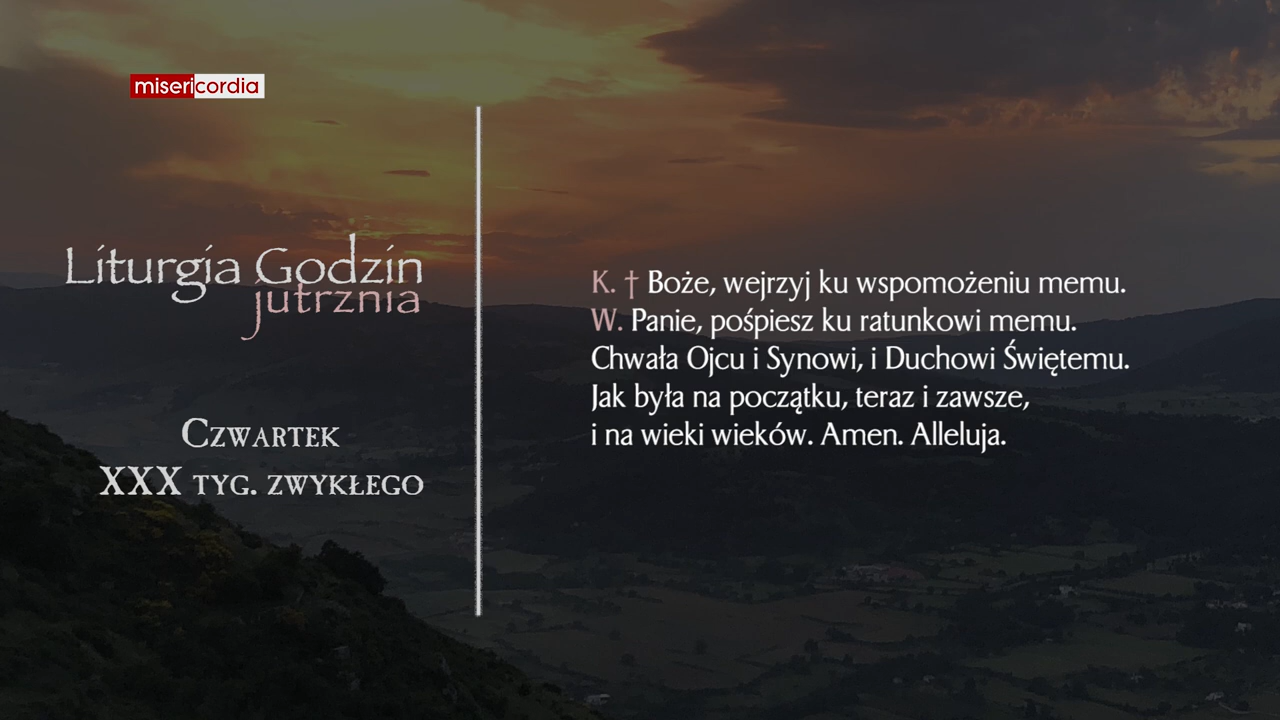 misericordia
Liturgia Godzin
jutrznia
Czwartek
XXX tyg. zwykłego
K. † Boże, wejrzyj ku wspomożeniu memu.
W. Panie, pośpiesz ku ratunkowi memu.
Chwała Ojcu i Synowi, i Duchowi Świętemu.
Jak była na początku, teraz i zawsze,
i na wieki wieków. Amen. Alleluja.